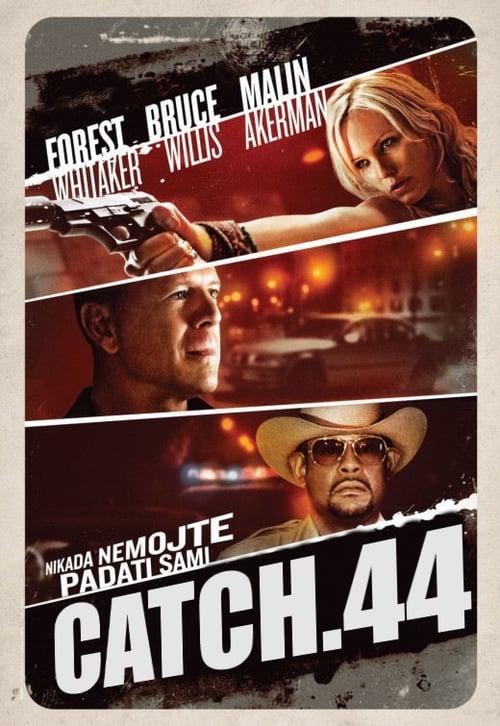 FOREST BRUCE MALIN
WHITAKER WILLIS AKERMAN
NIKADA NEMOJTE
PADATI SAMI
CATCH.44